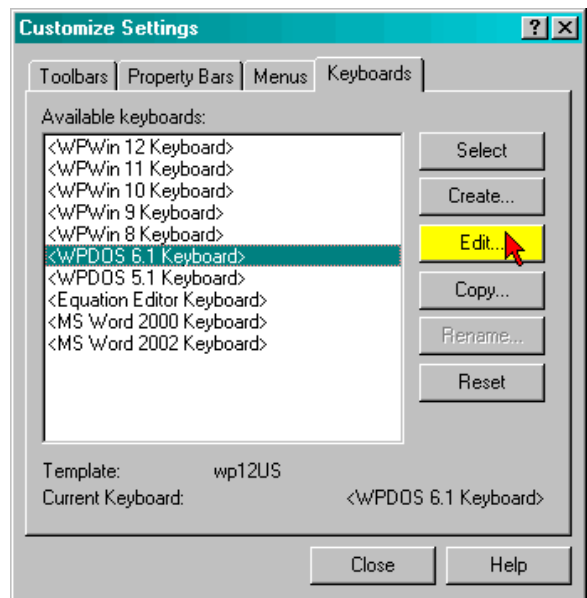 Customize Settings
Toolbars Property Bars Menus Keyboards
Available keyboards:
<WPWin 12 Keyboard>
<WPWin 11 Keyboard>
<WPWin 10 Keyboard>
<WPWin 9 Keyboard>
<WPWin 8 Keyboard>
<WPDOS 6.1 Keyboard>
<WPDOS 5.1 Keyboard>
<Equation Editor Keyboard>
<MS Word 2000 Keyboard>
<MS Word 2002 Keyboard>
Select
Create...
Edit...
Copy...
Rename...
Reset
Template: wp12US
Current Keyboard: <WPDOS 6.1 Keyboard>
Close Help